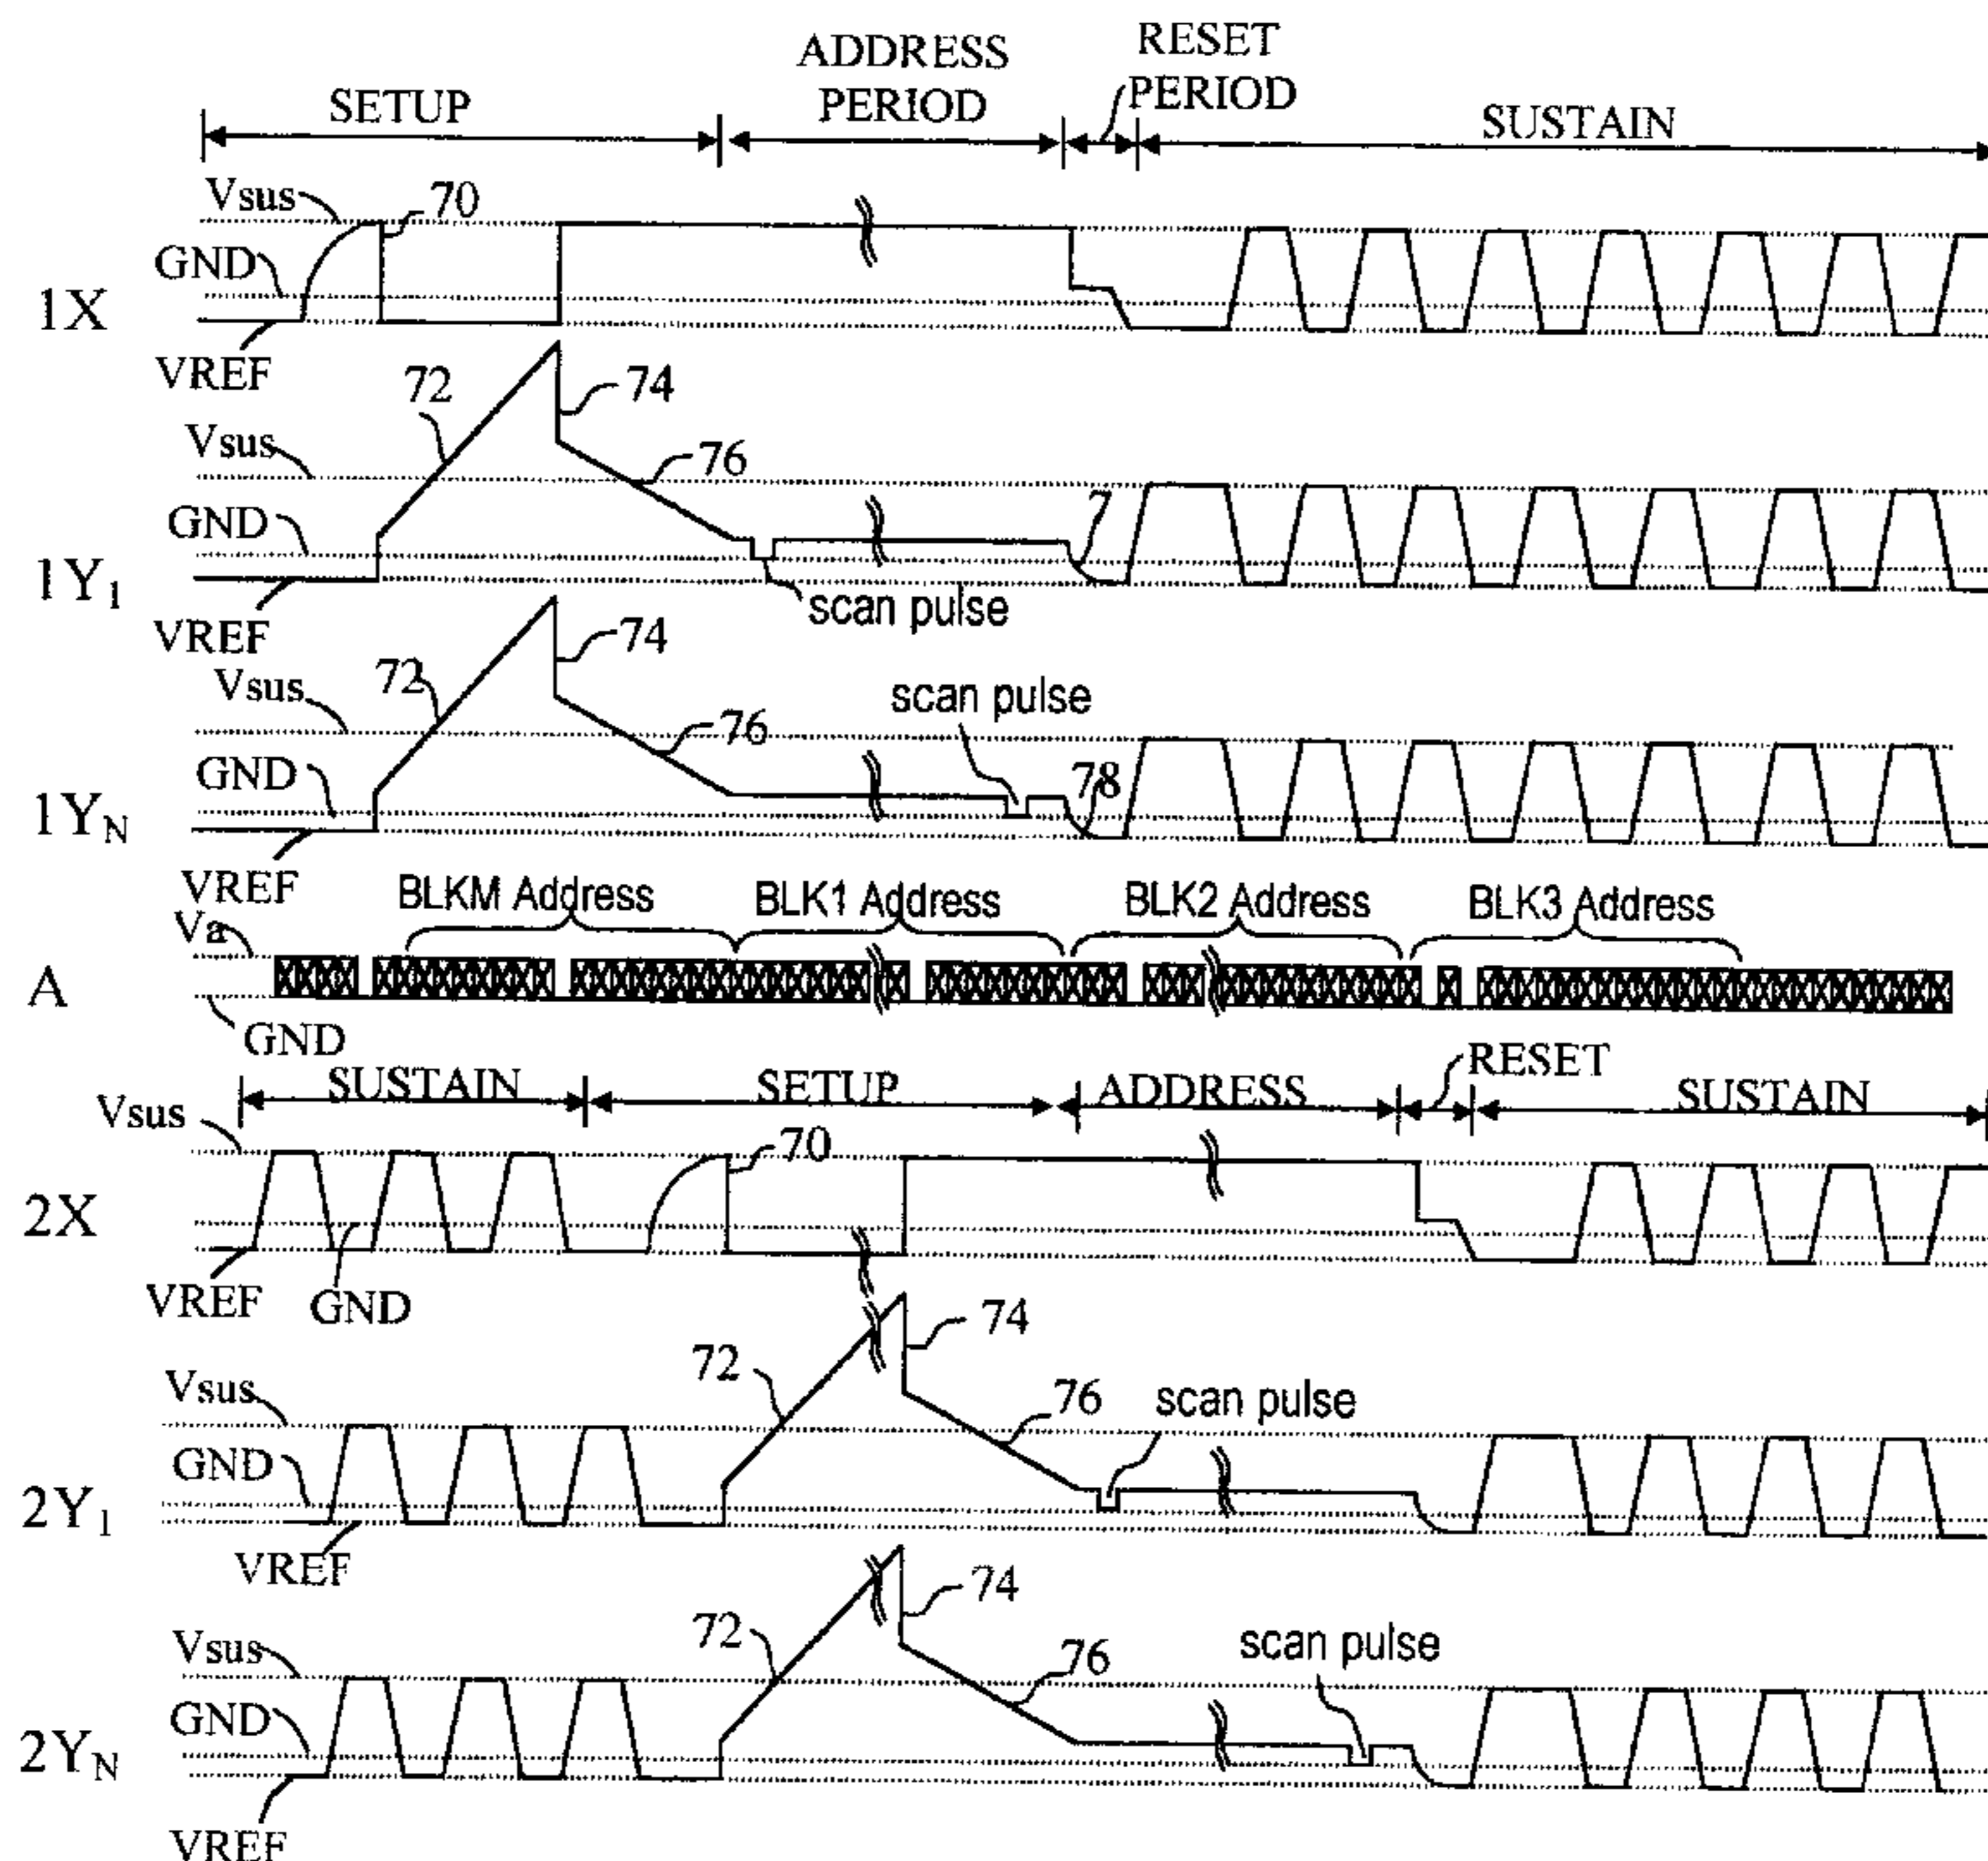 ADDRESS
PERIOD
RESET
PERIOD
SETUP
SUSTAIN
Vsus
70
GND
1X
VREF
72
74
Vsus
76
GND
7
1Y1
scan pulse
VREF
74
72
Vsus
scan pulse
76
GND
78
1YN
VREF
BLKM Address
BLK1 Address
BLK2 Address
BLK3 Address
Va
A
GND
RESET
SUSTAIN
SETUP
ADDRESS
SUSTAIN
Vsus
70
2X
VREF
GND
74
72
Vsus
76
scan pulse
GND
2Y1
VREF
74
72
scan pulse
Vsus
76
GND
2YN
VREF